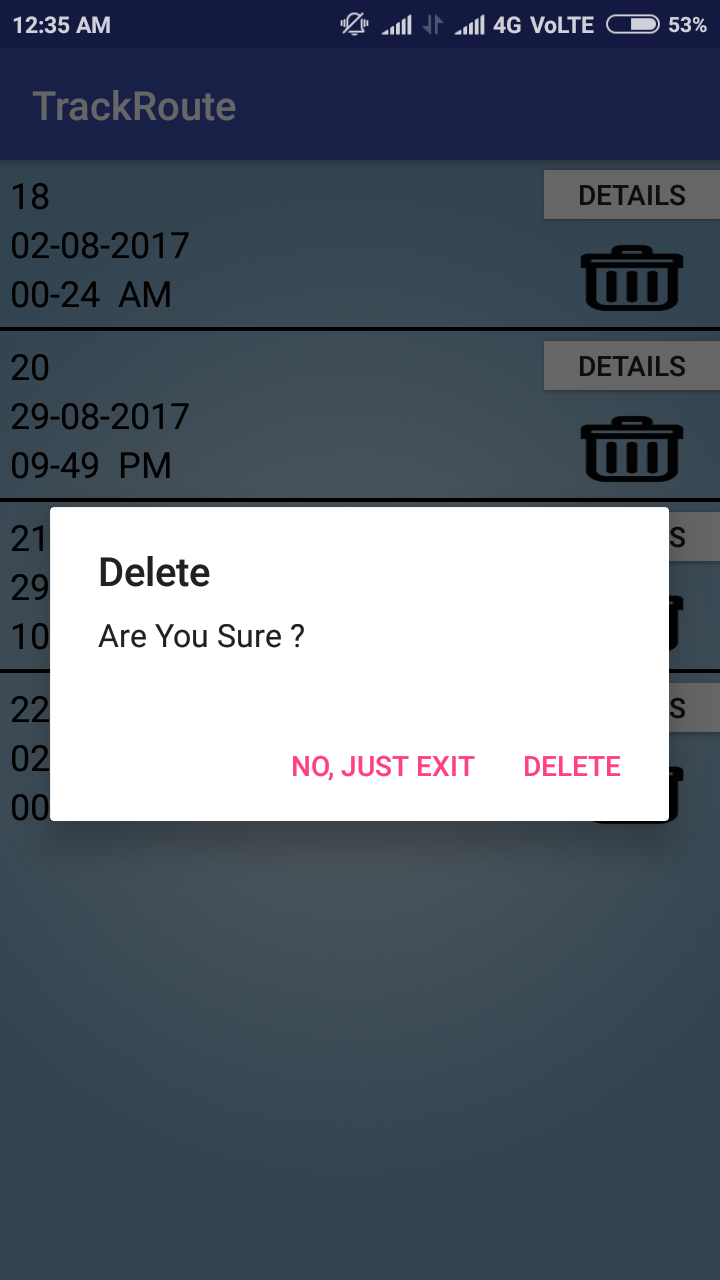 12:35 AM 4G VoLTE 53%
TrackRoute
18 DETAILS
02-08-2017
00-24 AM
20 DETAILS
29-08-2017
09-49 PM
21 S
29
10
22 S
02
00
Delete
Are You Sure ?
NO, JUST EXIT DELETE